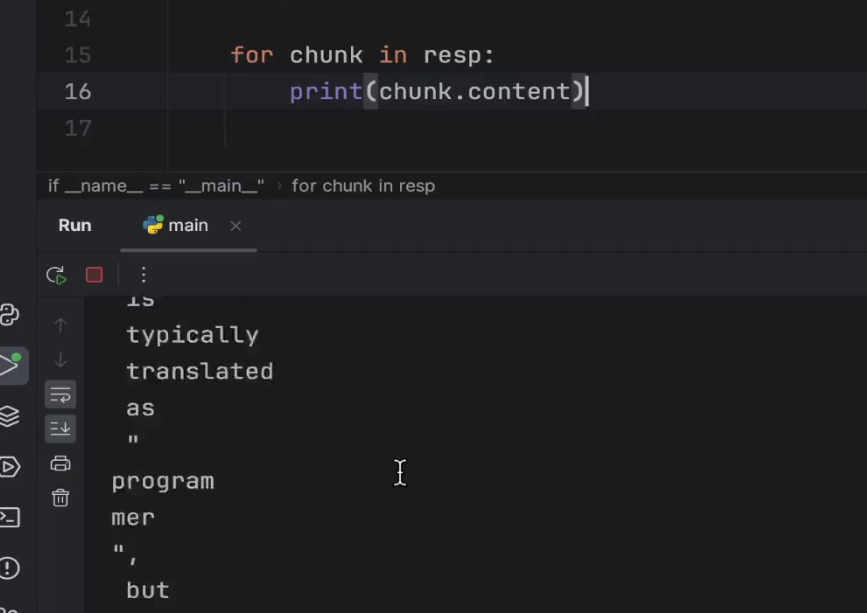 14
15 for chunk in resp:
16 print(chunk.content)
17
if __name__ == "__main__" › for chunk in resp
Run main ×
is
typically
translated
as
"
program
mer
",
but